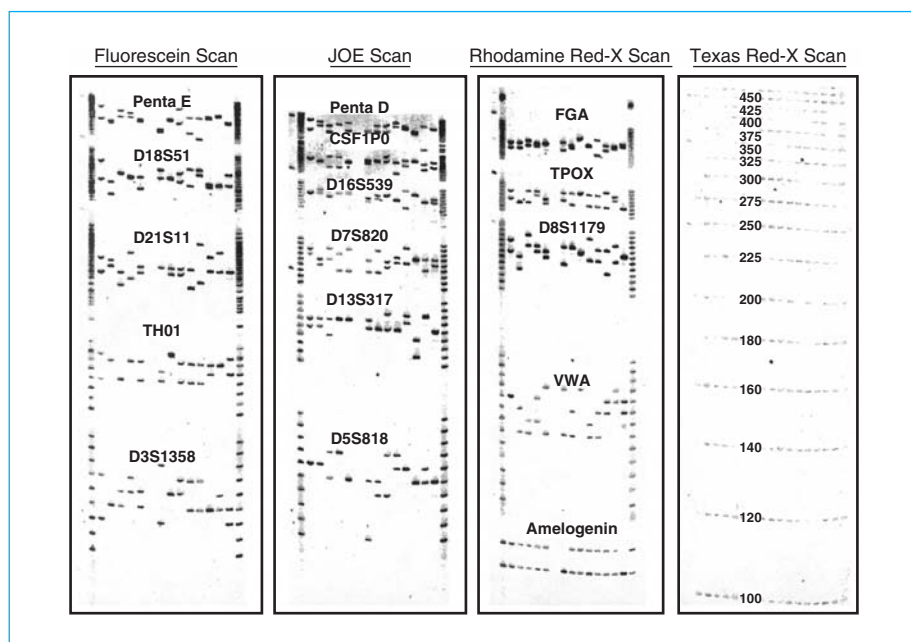 Fluorescein Scan
JOE Scan
Rhodamine Red-X Scan
Texas Red-X Scan
Penta E
D18S51
D21S11
TH01
D3S1358
Penta D
CSF1P0
D16S539
D7S820
D13S317
D5S818
FGA
TPOX
D8S1179
VWA
Amelogenin
450
425
400
375
350
325
300
275
250
225
200
180
160
140
120
100